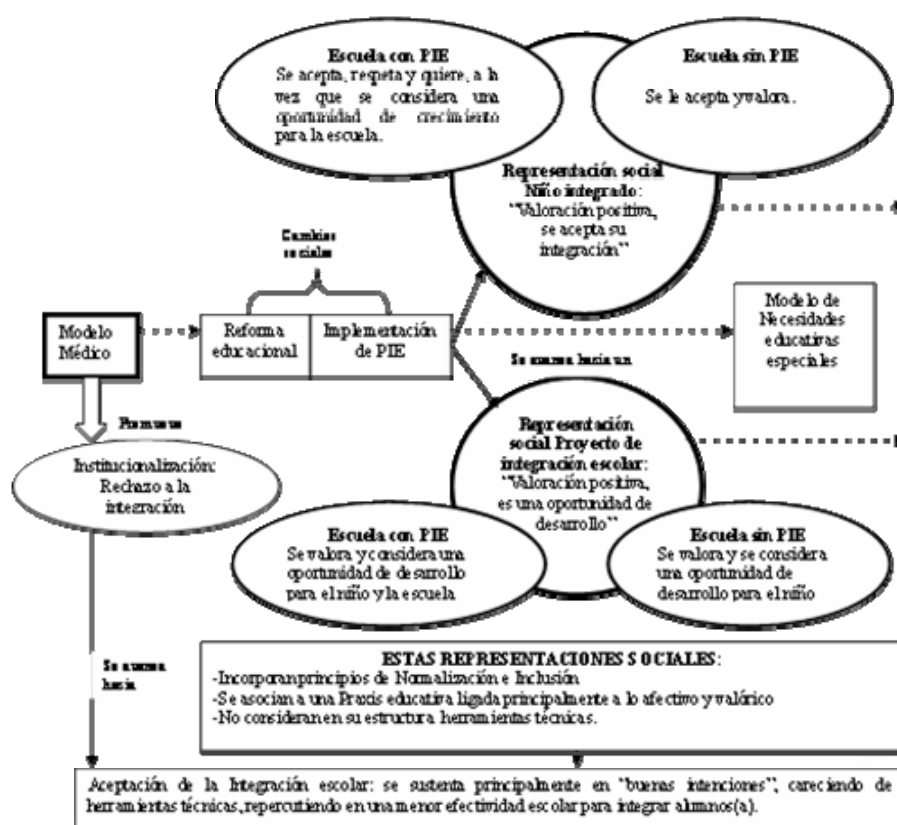 Escuela con PIE
Se acepta, respeta y quiere, a la
vez que se considera una
oportunidad de crecimiento
para la escuela.
Escuela sin PIE
Se le acepta y valora.
Representación social
Niño integrado:
“Valoración positiva,
se acepta su
integración”
Cambios
sociales
Modelo
Médico
Reforma
educacional
Implementación
de PIE
Modelo de
Necesidades
educativas
especiales
Se avanza hacia un
Promueve
Institucionalización:
Rechazo a la
integración
Representación
social Proyecto de
integración escolar:
“Valoración positiva,
es una oportunidad de
desarrollo”
Escuela con PIE
Se valora y considera una
oportunidad de desarrollo
para el niño y la escuela
Escuela sin PIE
Se valora y se considera
una oportunidad de
desarrollo para el niño
Se avanza
hacia
ESTAS REPRESENTACIONES SOCIALES:
-Incorporan principios de Normalización e Inclusión
-Se asocian a una Praxis educativa ligada principalmente a lo afectivo y valórico
-No consideran en su estructura herramientas técnicas.
Aceptación de la Integración escolar: se sustenta principalmente en “buenas intenciones”, careciendo de
herramientas técnicas, repercutiendo en una menor efectividad escolar para integrar alumnos(a).